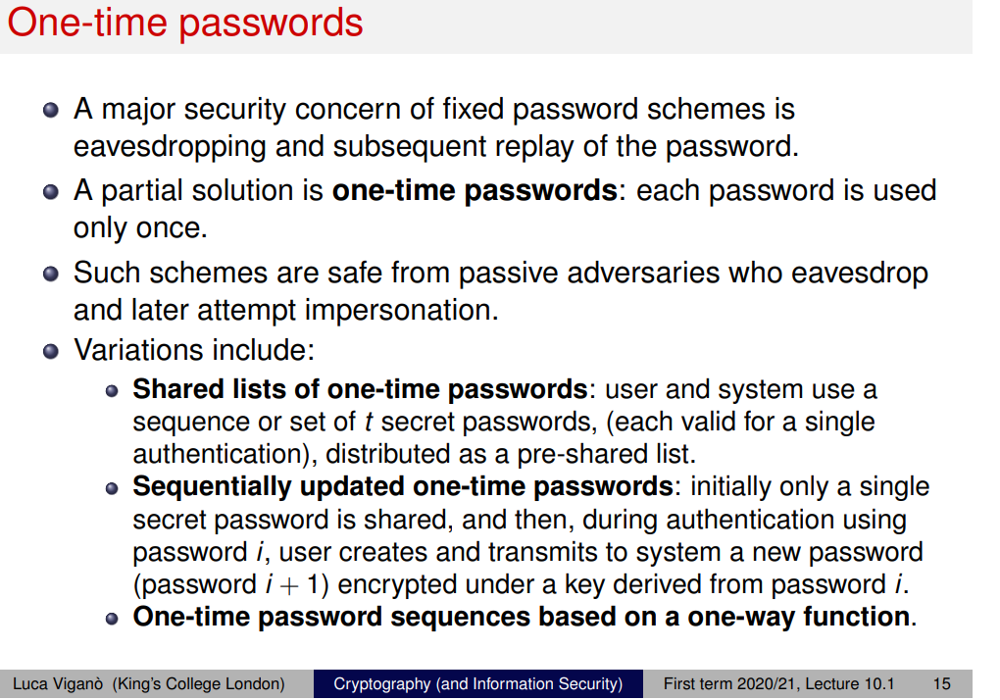 One-time passwords
A major security concern of fixed password schemes is
eavesdropping and subsequent replay of the password.
A partial solution is one-time passwords: each password is used
only once.
Such schemes are safe from passive adversaries who eavesdrop
and later attempt impersonation.
Variations include:
Shared lists of one-time passwords: user and system use a
sequence or set of t secret passwords, (each valid for a single
authentication), distributed as a pre-shared list.
Sequentially updated one-time passwords: initially only a single
secret password is shared, and then, during authentication using
password i, user creates and transmits to system a new password
(password i + 1) encrypted under a key derived from password i.
One-time password sequences based on a one-way function.
Luca Viganò (King's College London) Cryptography (and Information Security) First term 2020/21, Lecture 10.1 15